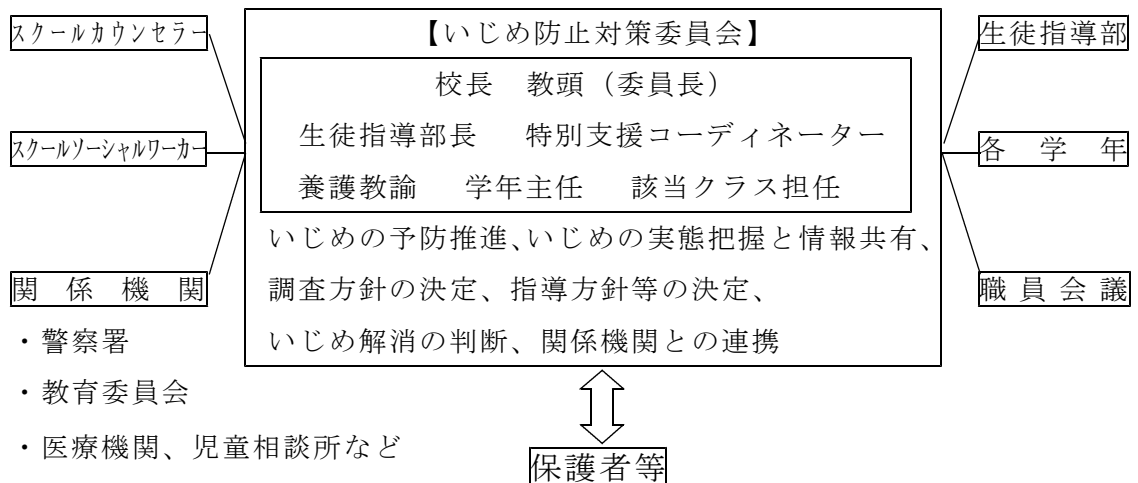 スクールカウンセラー
スクールソーシャルワーカー
関係機関
・警察署
・教育委員会
・医療機関、児童相談所など
【いじめ防止対策委員会】
校長 教頭（委員長）
生徒指導部長 特別支援コーディネーター
養護教諭 学年主任 該当クラス担任
いじめの予防推進、いじめの実態把握と情報共有、
調査方針の決定、指導方針等の決定、
いじめ解消の判断、関係機関との連携
保護者等
生徒指導部
各学年
職員会議